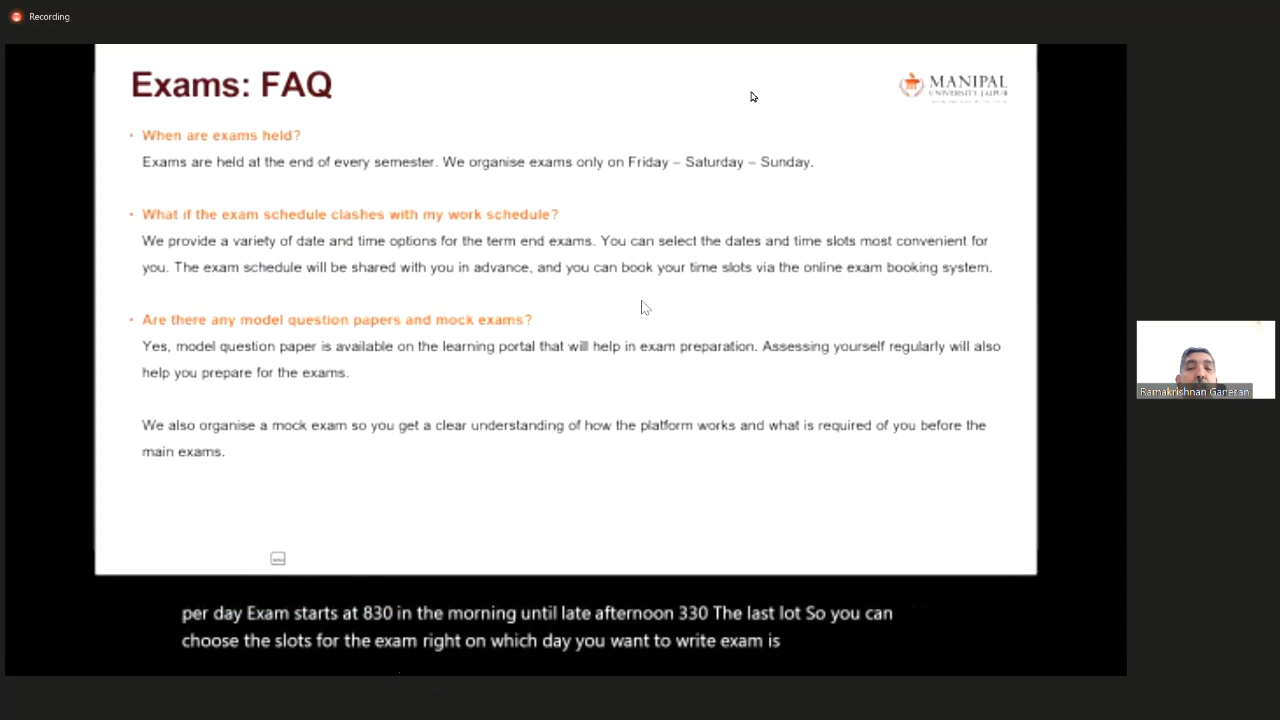 Recording
Exams: FAQ
MANIPAL
UNIVERSITY JAIPUR
• When are exams held?
Exams are held at the end of every semester. We organise exams only on Friday – Saturday – Sunday.
• What if the exam schedule clashes with my work schedule?
We provide a variety of date and time options for the term end exams. You can select the dates and time slots most convenient for
you. The exam schedule will be shared with you in advance, and you can book your time slots via the online exam booking system.
• Are there any model question papers and mock exams?
Yes, model question paper is available on the learning portal that will help in exam preparation. Assessing yourself regularly will also
help you prepare for the exams.
We also organise a mock exam so you get a clear understanding of how the platform works and what is required of you before the
main exams.
Ramakrishnan Ganesan
per day Exam starts at 830 in the morning until late afternoon 330 The last lot So you can
choose the slots for the exam right on which day you want to write exam is